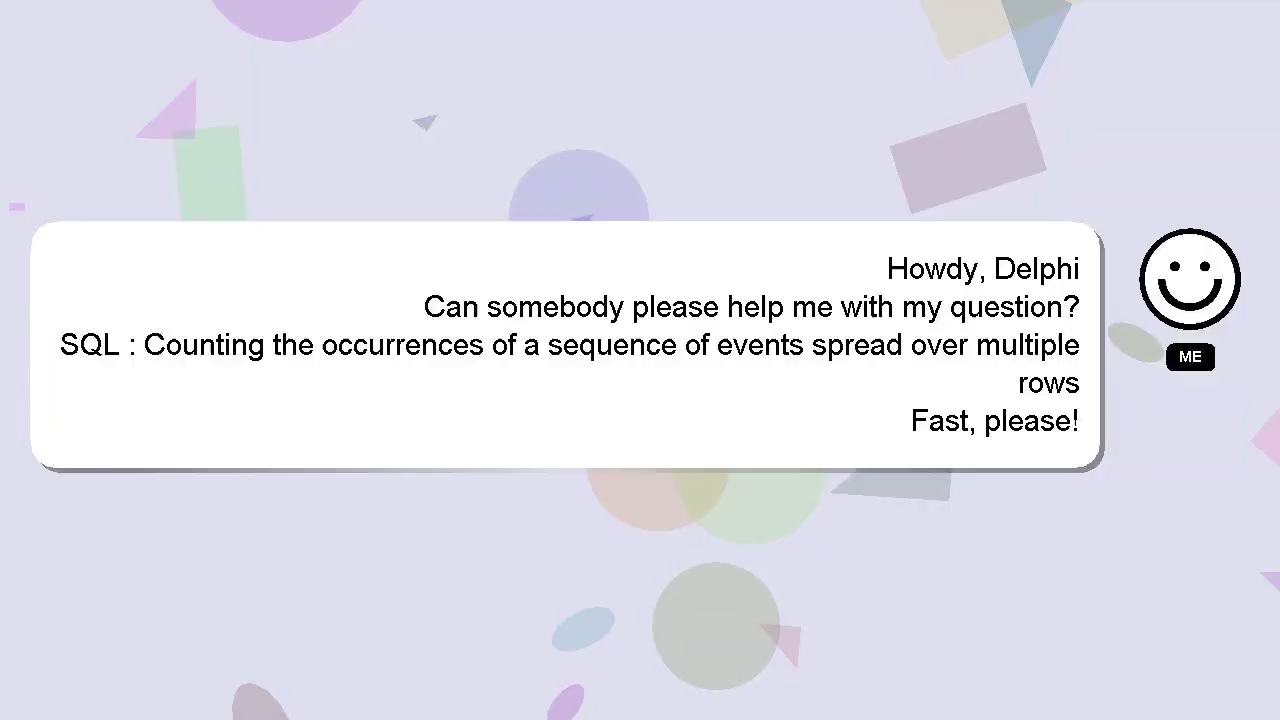 Howdy, Delphi
Can somebody please help me with my question?
SQL : Counting the occurrences of a sequence of events spread over multiple
rows
Fast, please!
ME